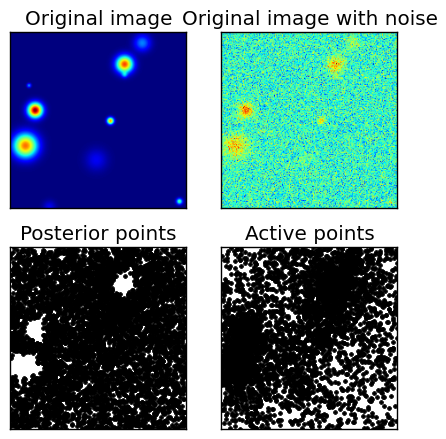 Original image
Original image with noise
Posterior points
Active points